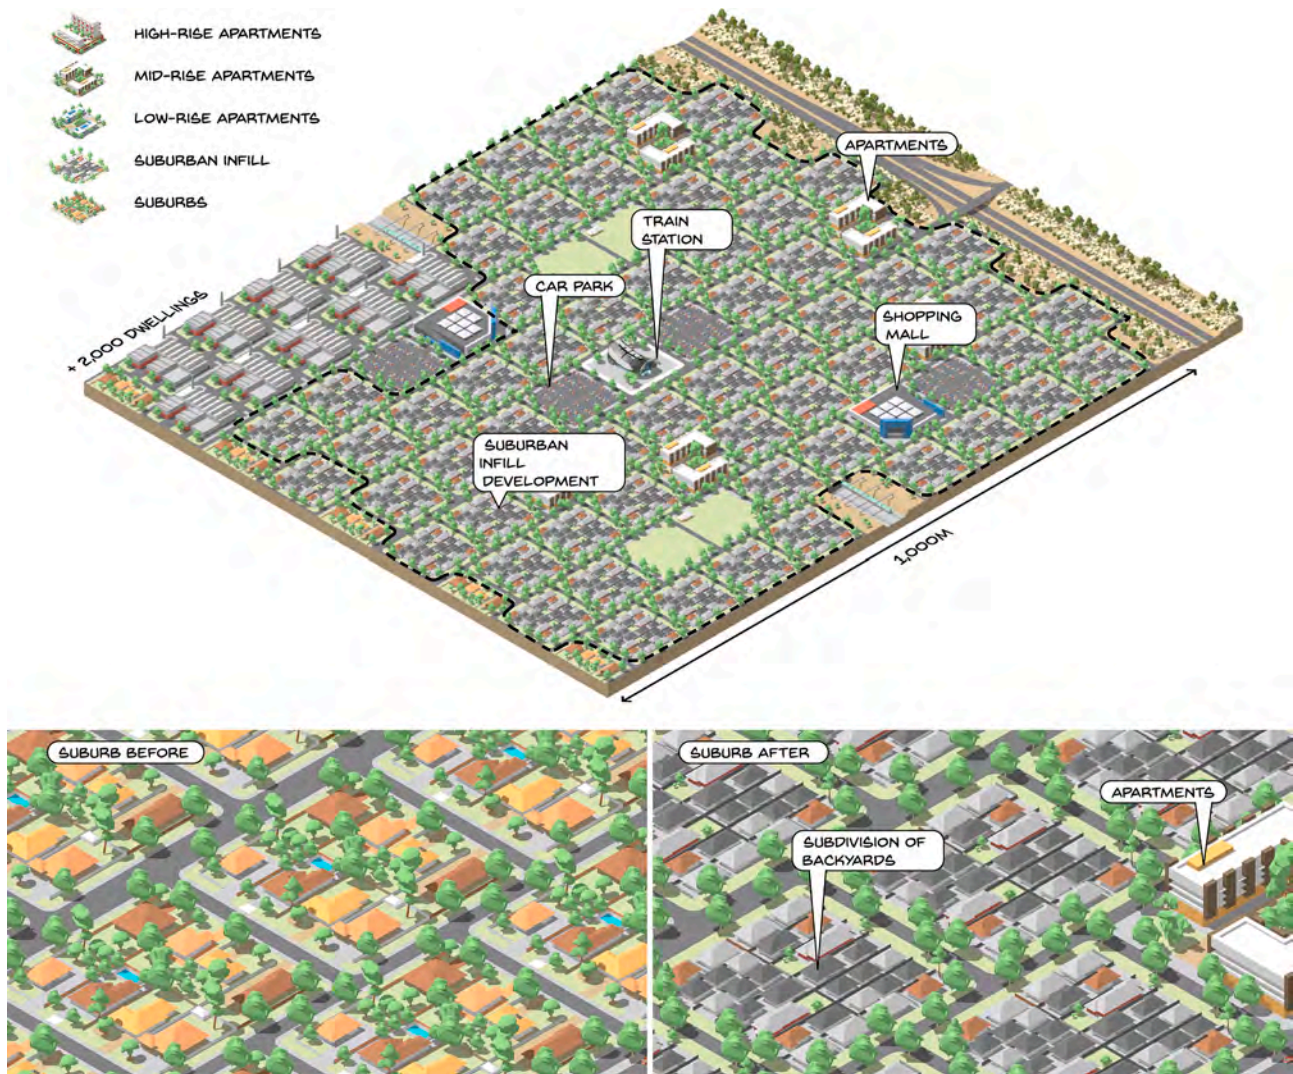 HIGH-RISE APARTMENTS
MID-RISE APARTMENTS
LOW-RISE APARTMENTS
SUBURBAN INFILL
SUBURBS
APARTMENTS
TRAIN
STATION
CAR PARK
SHOPPING
MALL
+ 2,000 DWELLINGS
SUBURBAN
INFILL
DEVELOPMENT
1,000M
SUBURB BEFORE
SUBURB AFTER
APARTMENTS
SUBDIVISION OF
BACKYARDS